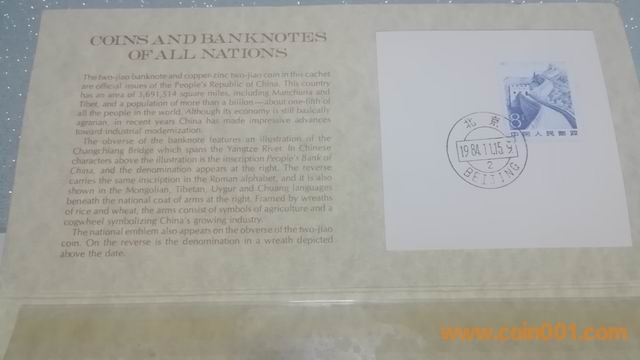 COINS AND BANKNOTES
OF ALL NATIONS
The two-jiao banknote and copper-zinc two-jiao coin in this cachet
are official issues of the People's Republic of China. This country
has an area of 3,691,514 square miles, including Manchuria and
Tibet, and a population of more than a billion—about one-fifth of
all the people in the world. Although its economy is still basically
agrarian, in recent years China has made impressive advances
toward industrial modernization.
The obverse of the banknote features an illustration of the
Changchiang Bridge which spans the Yangtze River. In Chinese
characters above the illustration is the inscription People's Bank of
China, and the denomination appears at the right. The reverse
carries the same inscription in the Roman alphabet, and it is also
shown in the Mongolian, Tibetan, Uygur and Chuang languages
beneath the national coat of arms at the right. Framed by wreaths
of rice and wheat, the arms consist of symbols of agriculture and a
cogwheel symbolizing China's growing industry.
The national emblem also appears on the obverse of the two-jiao
coin. On the reverse is the denomination in a wreath depicted
above the date.
8
中国人民邮政
北京
1984.11.15.9
2
BEIJING
www.coin001.com